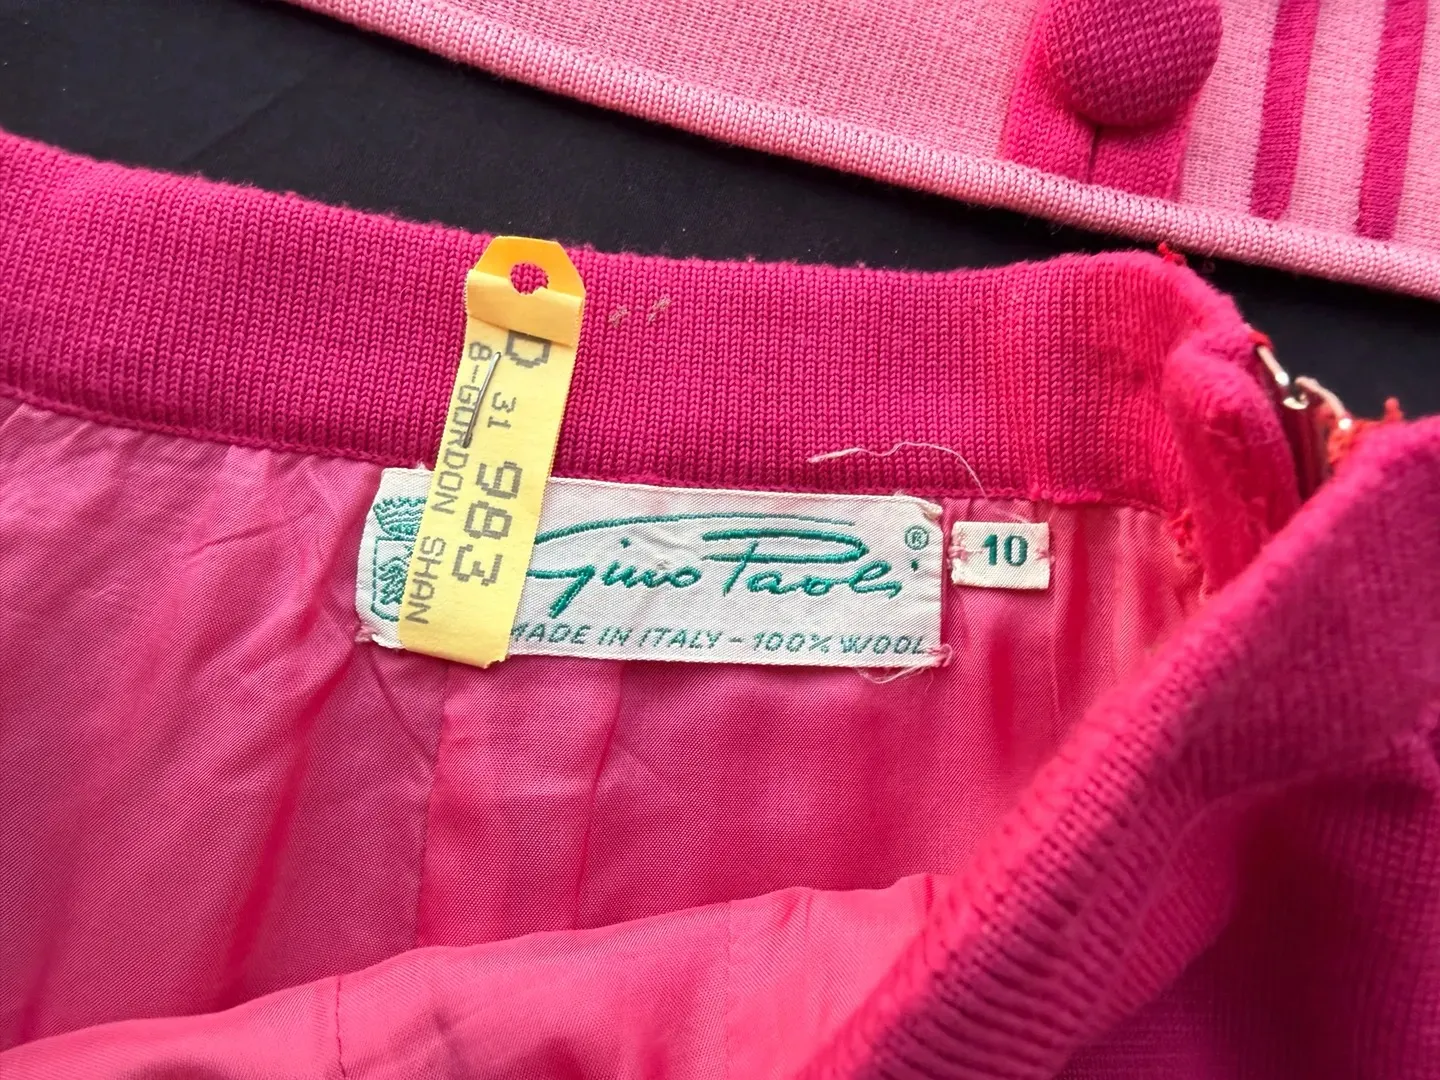 D 31 983
8-GORDON SHAN
Gino Paoli ®
MADE IN ITALY - 100% WOOL
10